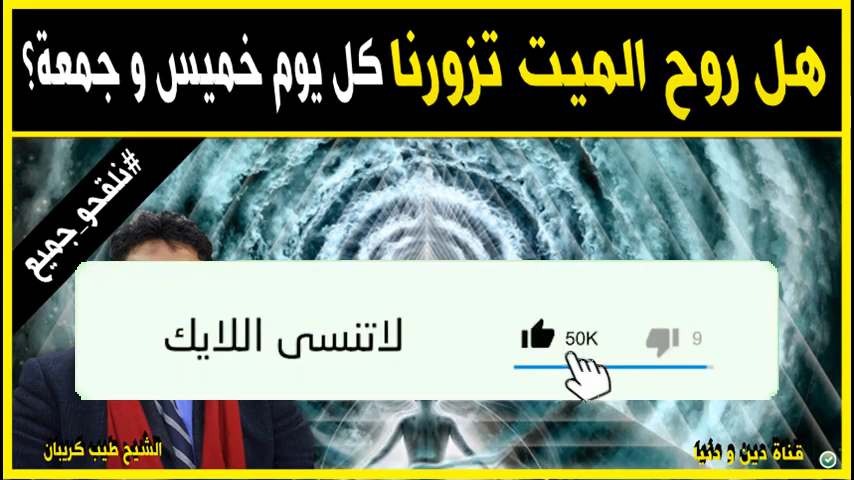 هل روح الميت تزورنا كل يوم خميس و جمعة؟
#نلقحو_جميع
لاتنسى اللايك
50K
9
الشيخ طيب كريبان
قناة دين و دنيا